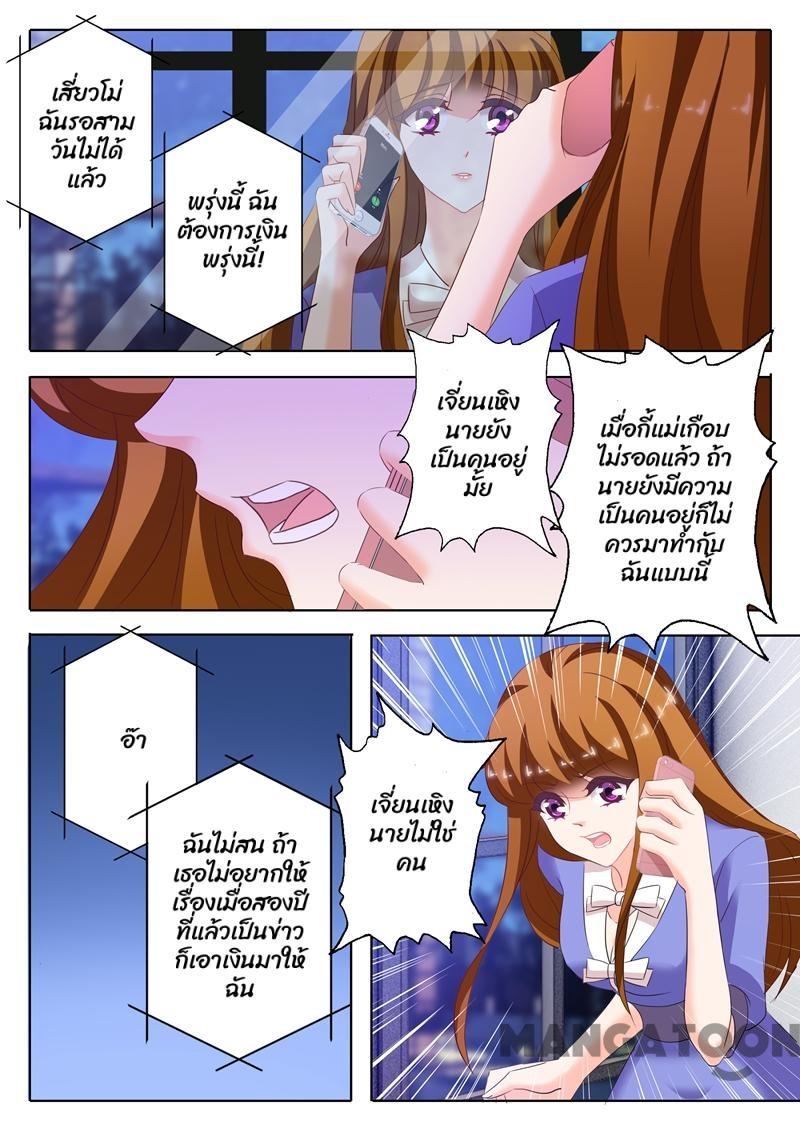 เสี่ยวโม่
ฉันรอสาม
วันไม่ได้
แล้ว
พรุ่งนี้ ฉัน
ต้องการเงิน
พรุ่งนี้!
เจี่ยนเหิง
นายยัง
เป็นคนอยู่
มั้ย
เมื่อกี้แม่เกือบ
ไม่รอดแล้ว ถ้า
นายยังมีความ
เป็นคนอยู่ก็ไม่
ควรมาทำกับ
ฉันแบบนี้
อ๊า
ฉันไม่สน ถ้า
เธอไม่อยากให้
เรื่องเมื่อสองปี
ที่แล้วเป็นข่าว
ก็เอาเงินมาให้
ฉัน
เจี่ยนเหิง
นายไม่ใช่
คน
MANGATOON